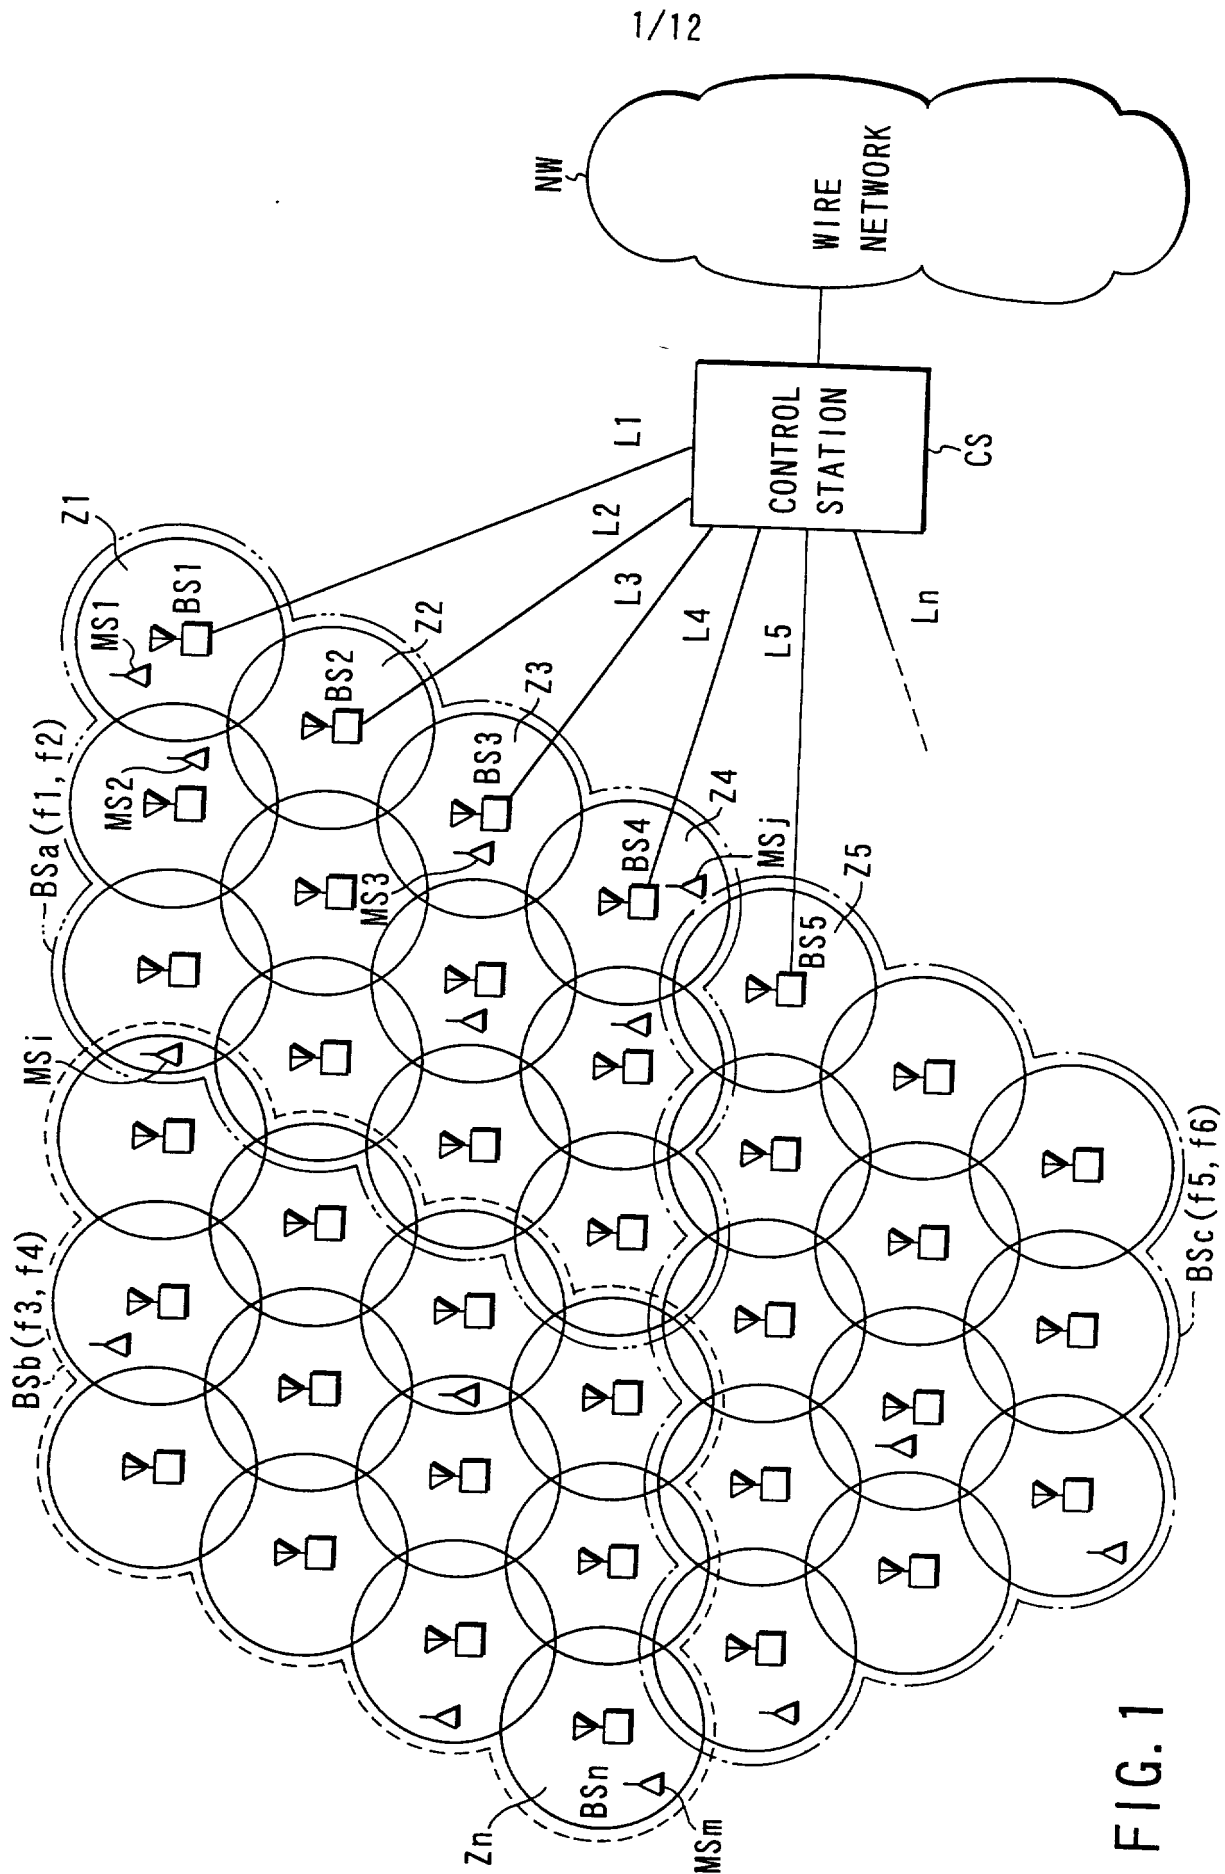 1/12
NW
WIRE
NETWORK
CONTROL
STATION
CS
L1
L2
L3
L4
L5
Ln
Z1
MS1
BS1
BSa(f1,f2)
MS2
BS2
Z2
MS3
BS3
Z3
BS4
Z4
MSj
BS5
Z5
MSi
BSb(f3,f4)
BSc(f5,f6)
Zn
BSn
MSm
FIG.1